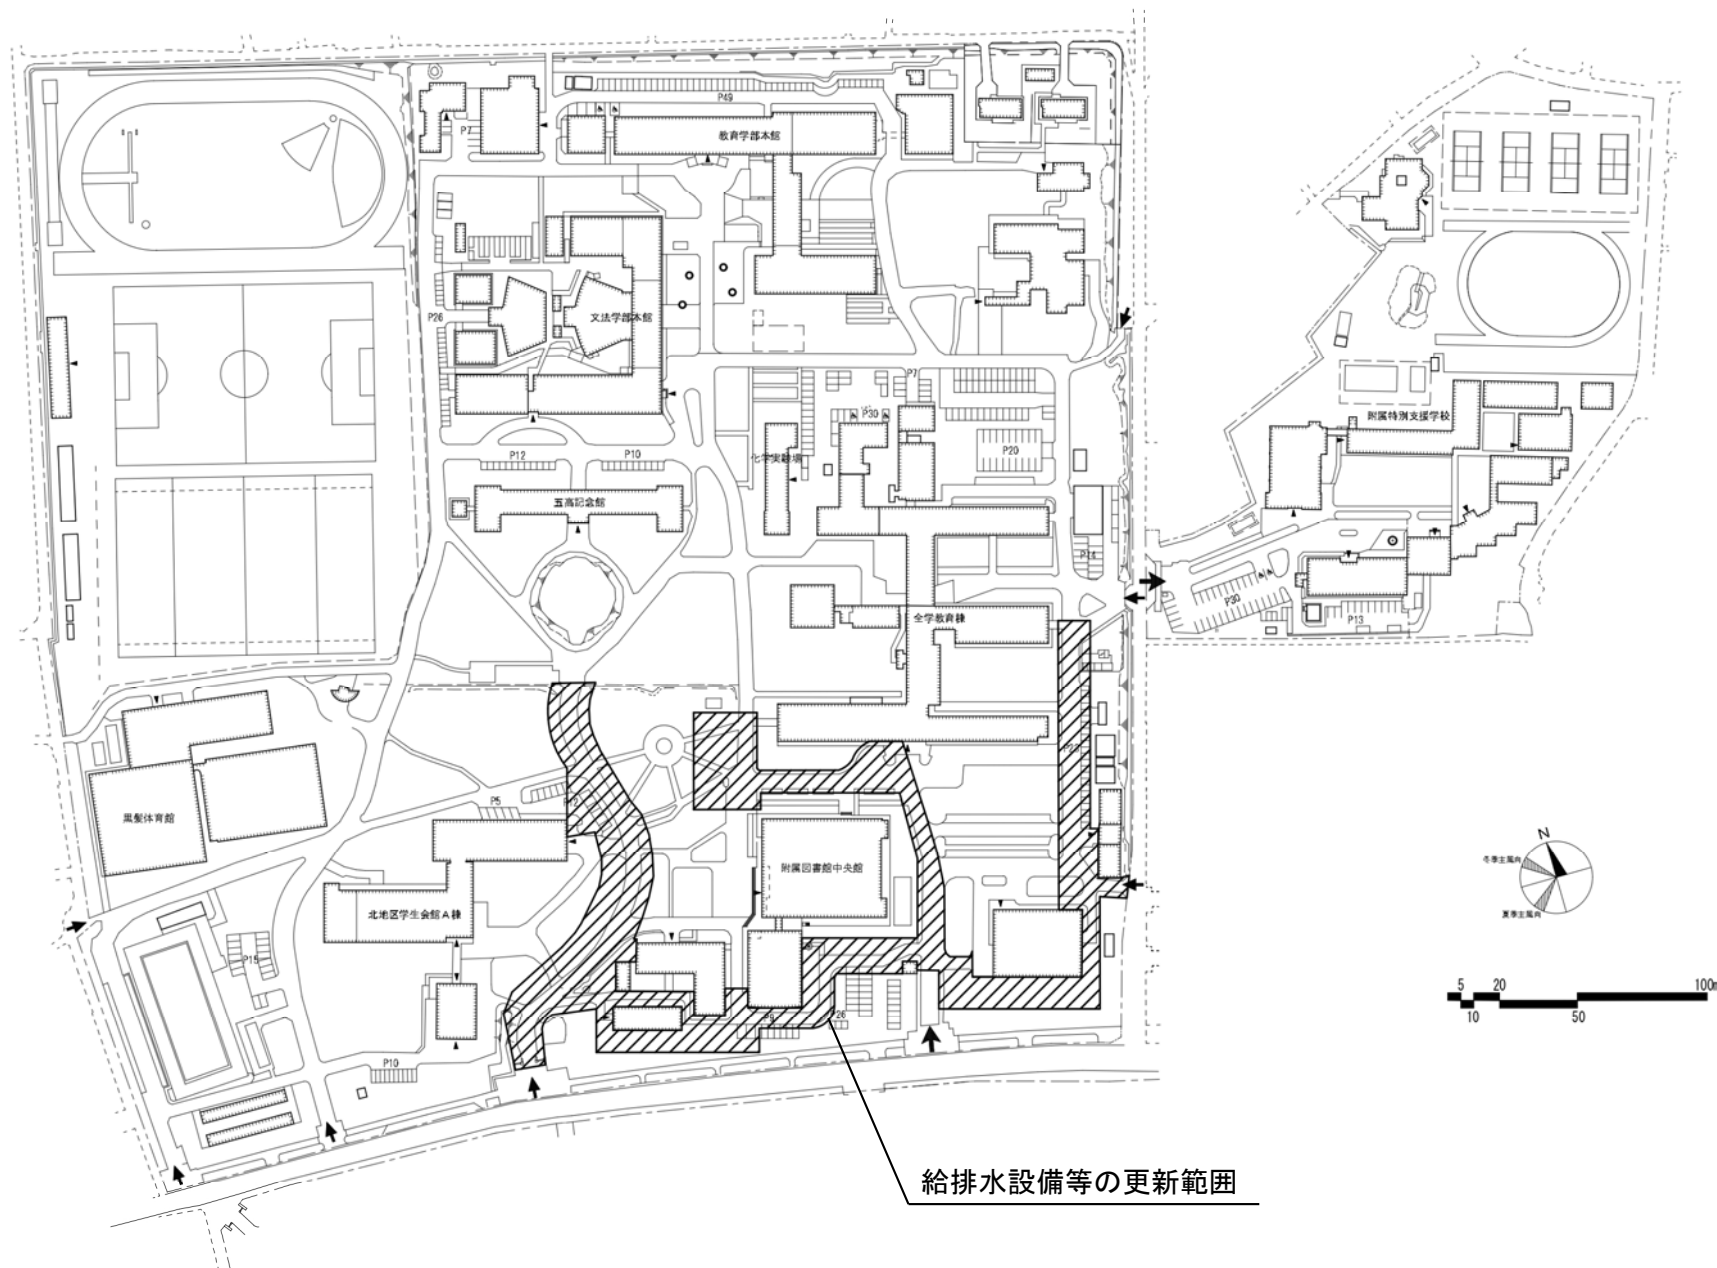 P49
P7
教育学部本館
P26
文法学部本館
P7
P30
附属特別支援学校
P12
P10
化学実験場
P20
五高記念館
P14
P30
P13
全学教育棟
P5
P12
黒髪体育館
附属図書館中央館
N
冬季主風向
夏季主風向
北地区学生会館A棟
P15
5
20
100m
10
50
P9
P26
P10
給排水設備等の更新範囲